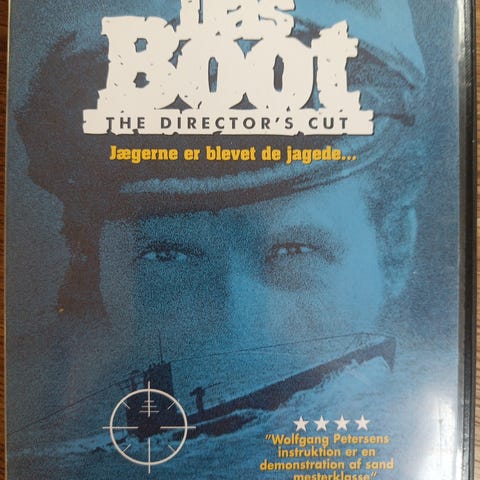 Das
Boot
THE DIRECTOR'S CUT
Jægerne er blevet de jagede...
"Wolfgang Petersens
instruktion er en
demonstration af sand
mesterklasse"